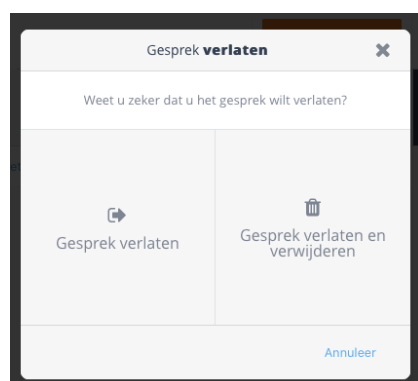 Gesprek verlaten
Weet u zeker dat u het gesprek wilt verlaten?
Gesprek verlaten
Gesprek verlaten en
verwijderen
Annuleer